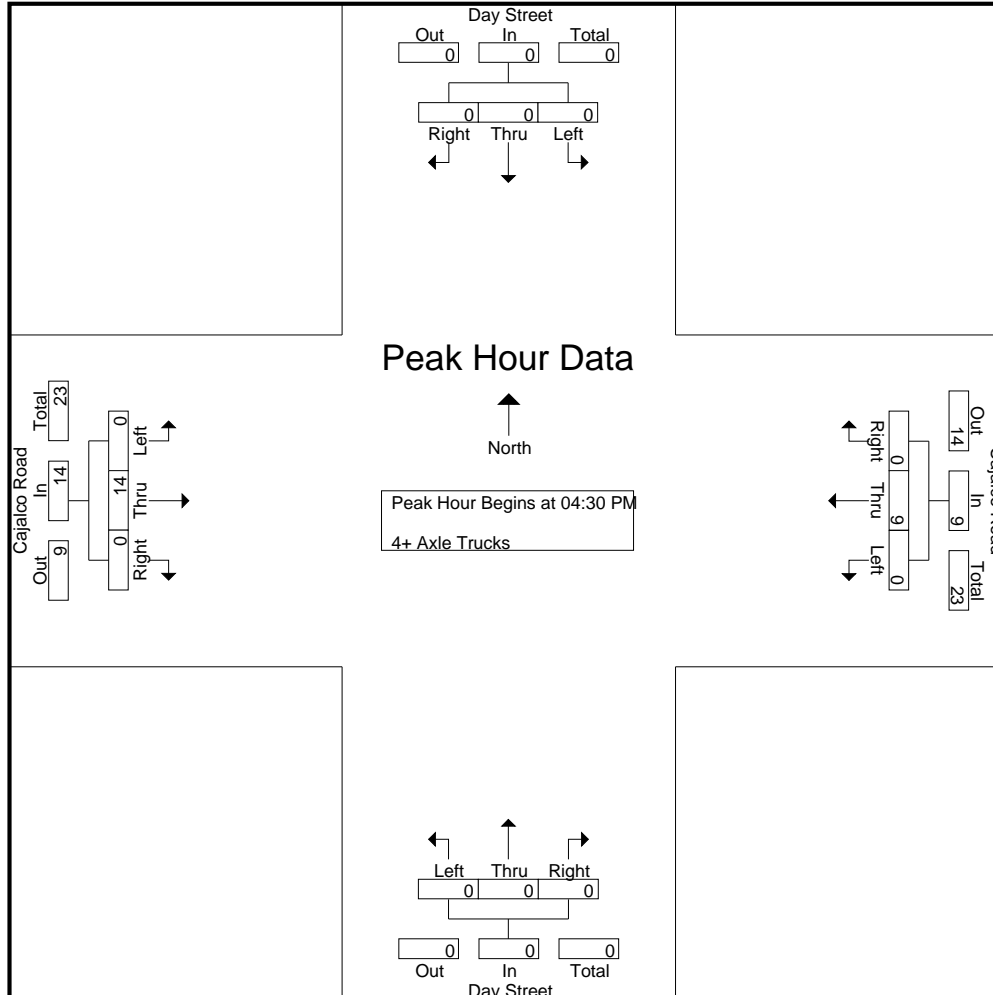 Day Street
Out In Total
0 0 0
0 0 0
Right Thru Left
Peak Hour Data
North
Peak Hour Begins at 04:30 PM
4+ Axle Trucks
Cajalco Road
Out In Total
9 14 23
0 14 0
Right Thru Left
Out In Total
14 9 23
0 9 0
Right Thru Left
Left Thru Right
0 0 0
0 0 0
Out In Total
Day Street